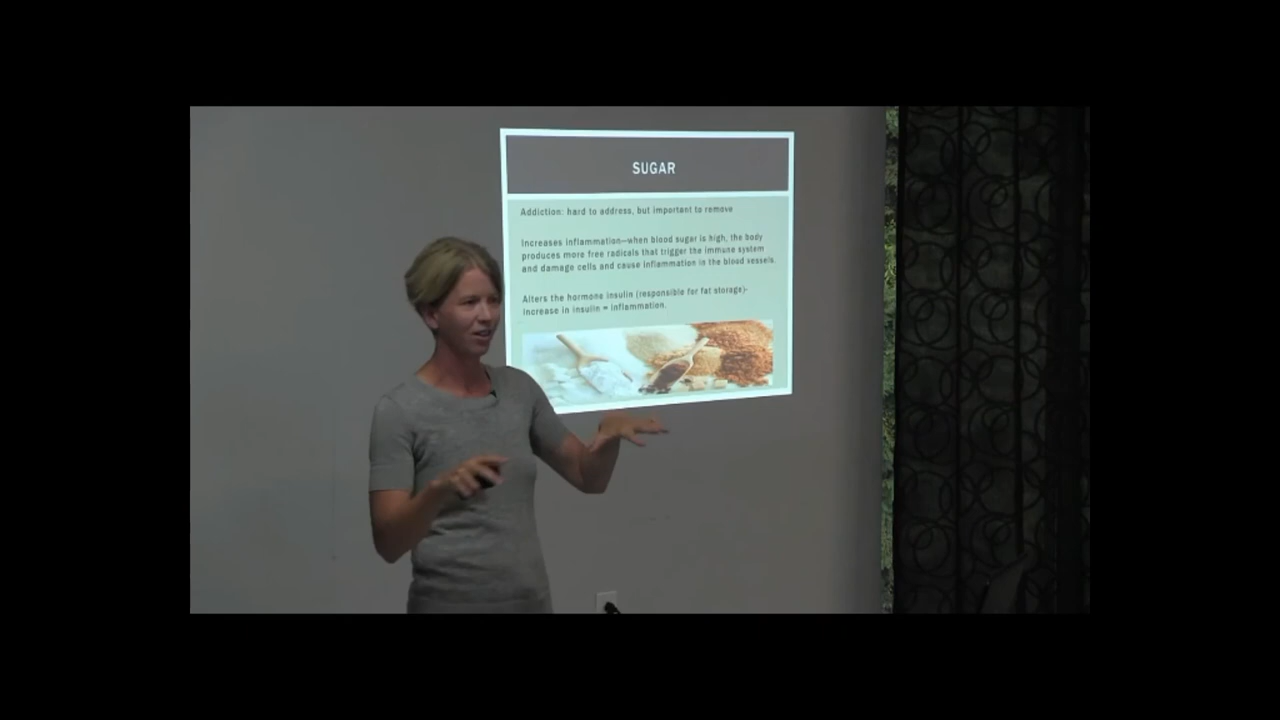 SUGAR
Addiction: hard to address, but important to remove
Increases inflammation—when blood sugar is high, the body
produces more free radicals that trigger the immune system
and damage cells and cause inflammation in the blood vessels.
Alters the hormone insulin (responsible for fat storage)-
increase in insulin = inflammation.